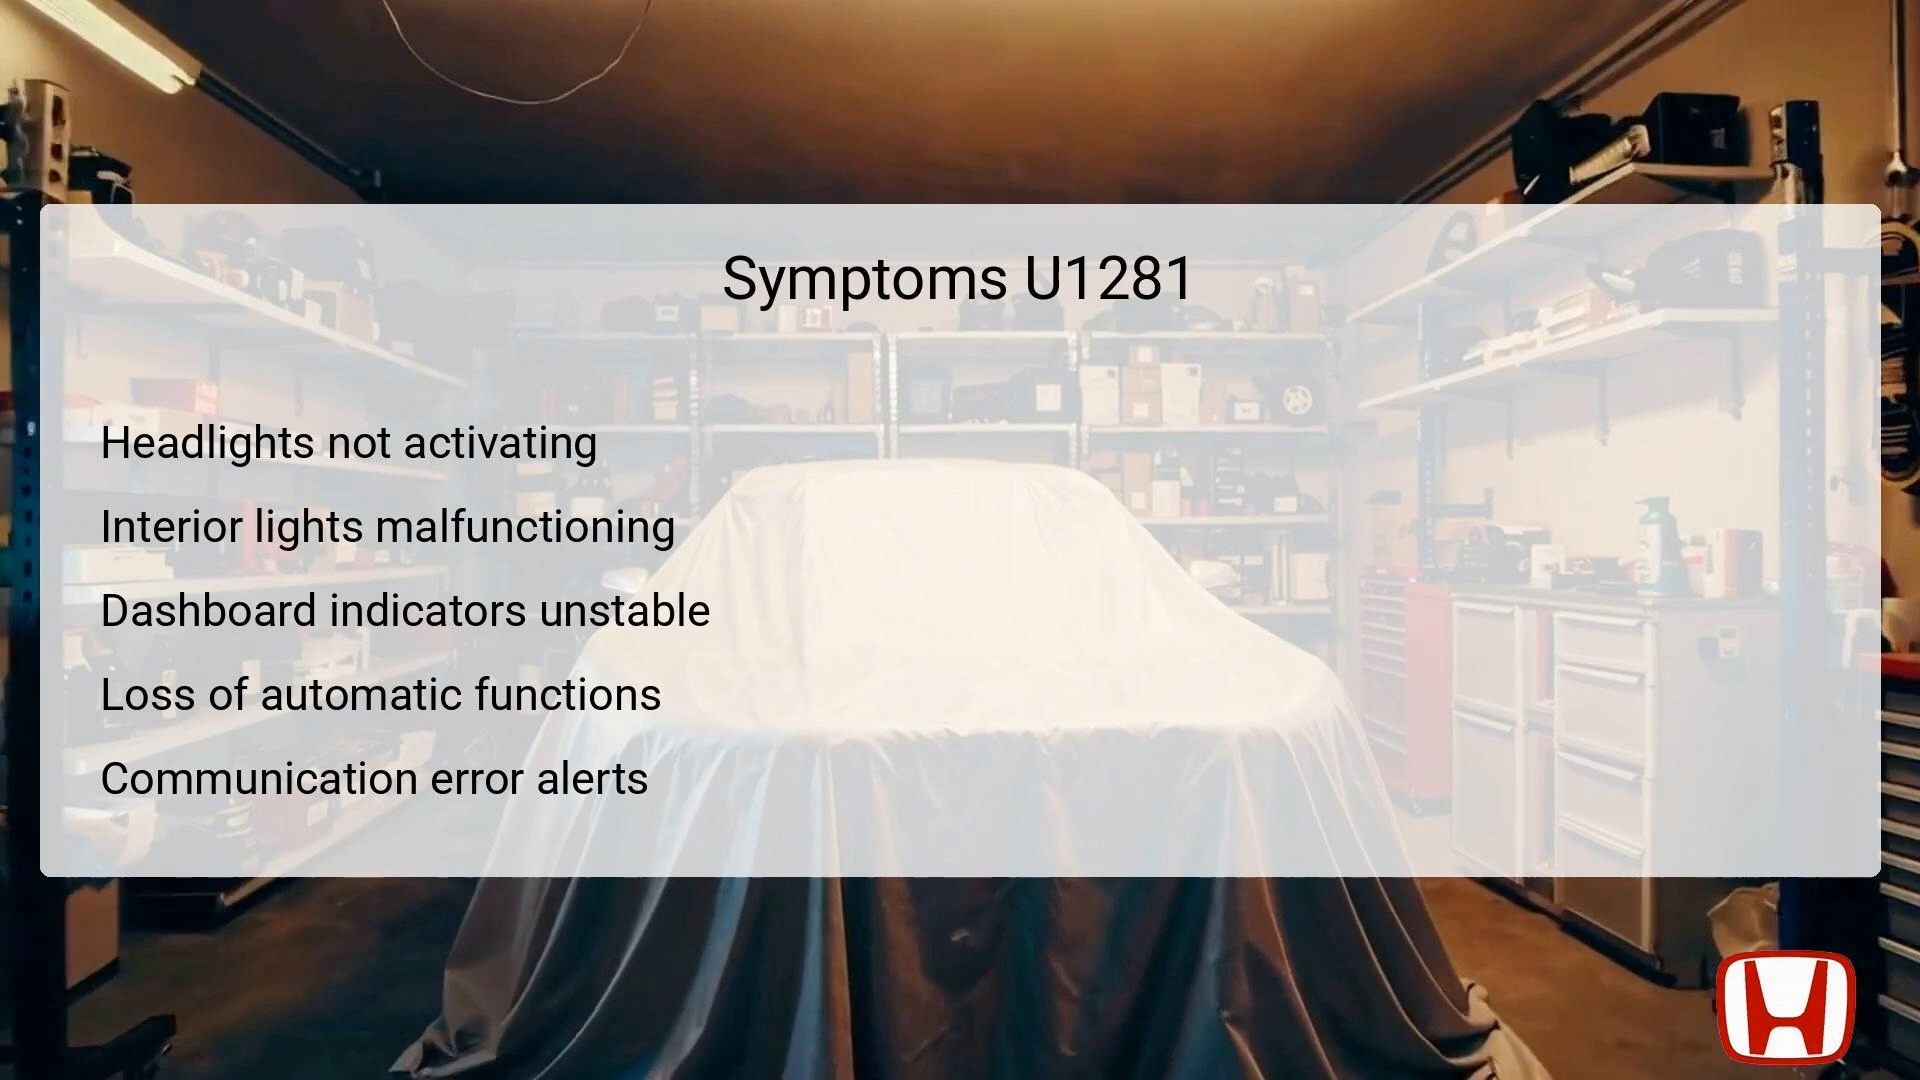 Symptoms U1281
Headlights not activating
Interior lights malfunctioning
Dashboard indicators unstable
Loss of automatic functions
Communication error alerts